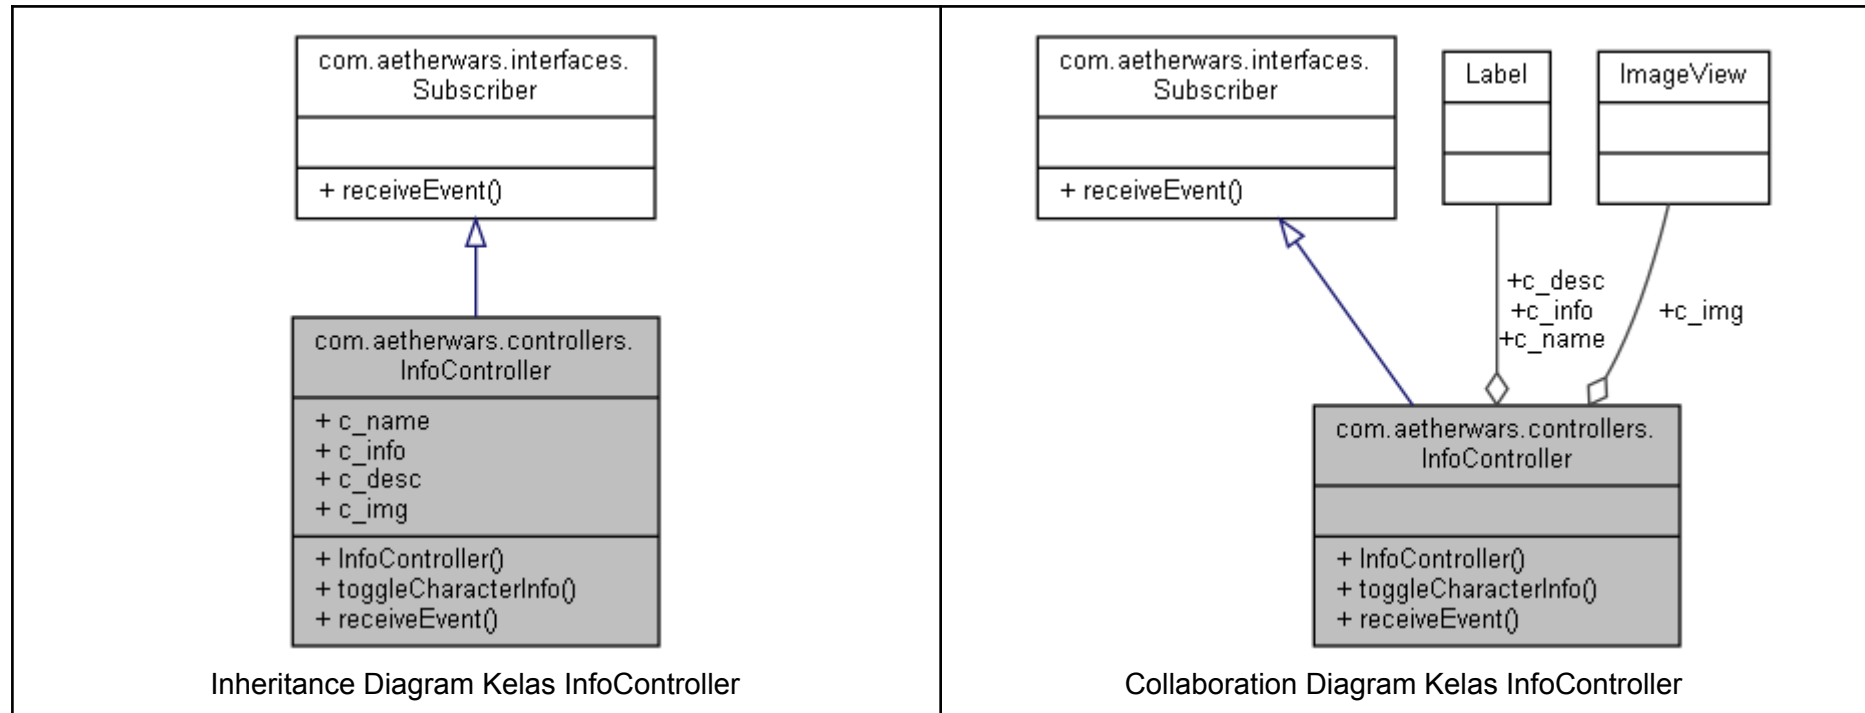 com.aetherwars.interfaces.
Subscriber
+ receiveEvent()
com.aetherwars.controllers.
InfoController
+ c_name
+ c_info
+ c_desc
+ c_img
+ InfoController()
+ toggleCharacterInfo()
+ receiveEvent()
Inheritance Diagram Kelas InfoController
com.aetherwars.interfaces.
Subscriber
+ receiveEvent()
Label
ImageView
+c_desc
+c_info
+c_name
+c_img
com.aetherwars.controllers.
InfoController
+ InfoController()
+ toggleCharacterInfo()
+ receiveEvent()
Collaboration Diagram Kelas InfoController